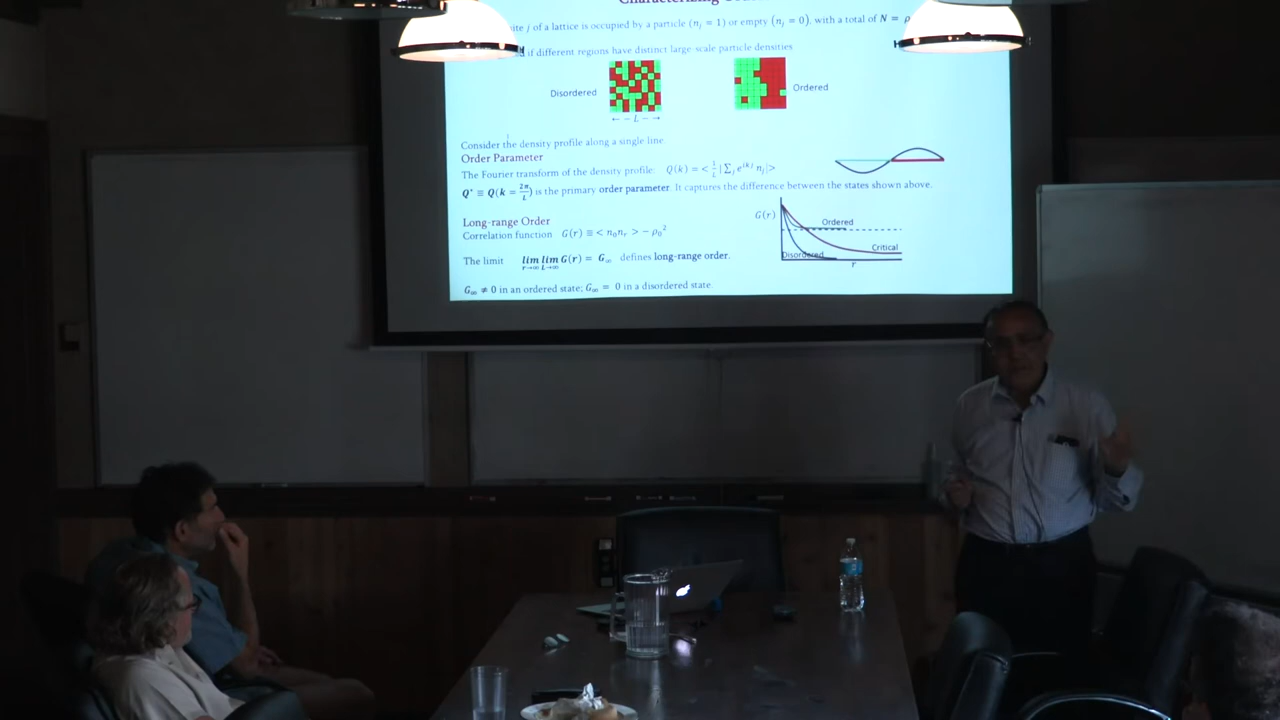 of a lattice is occupied by a particle (n_j = 1) or empty (n_j = 0), with a total of N = ρ
if different regions have distinct large-scale particle densities
Disordered
Ordered
← − L − →
Consider the density profile along a single line.
Order Parameter
The Fourier transform of the density profile: Q(k) = < 1/L |∑_j e^{ikj} n_j| >
Q* ≡ Q(k = 2π/L) is the primary order parameter. It captures the difference between the states shown above.
G(r)
Ordered
Critical
Disordered
r
Long-range Order
Correlation function G(r) ≡ < n_0 n_r > − ρ_0²
The limit lim r→∞ lim L→∞ G(r) = G_∞ defines long-range order.
G_∞ ≠ 0 in an ordered state; G_∞ = 0 in a disordered state.